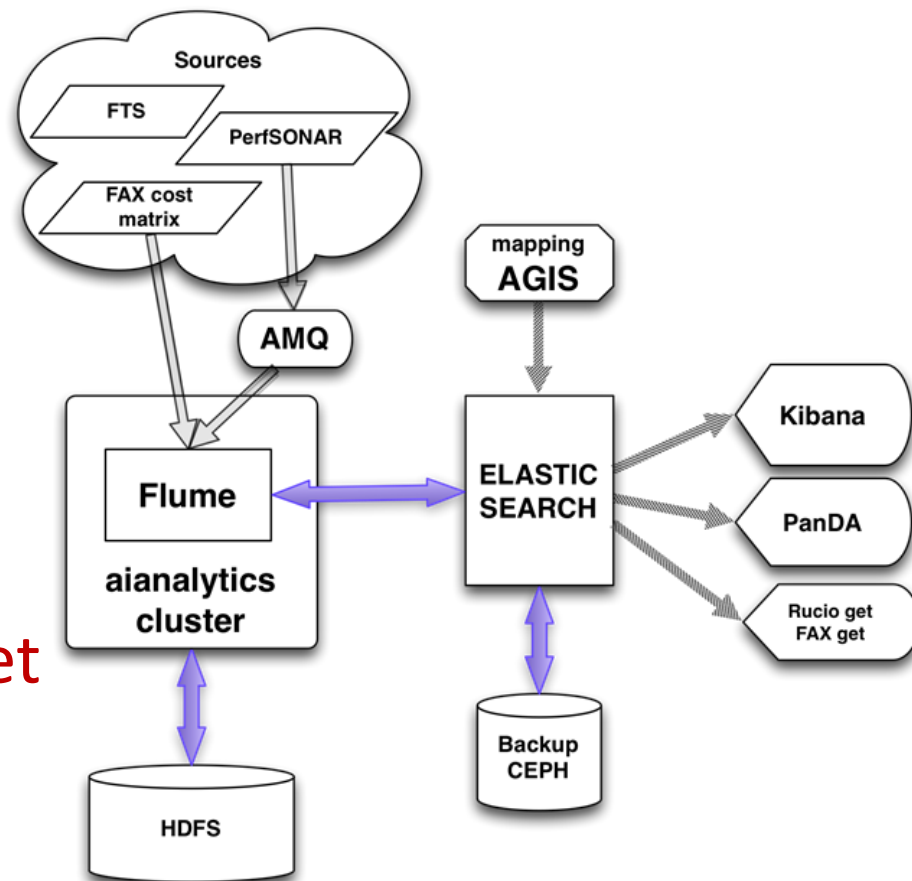 Sources
FTS
PerfSONAR
FAX cost
matrix
mapping
AGIS
AMQ
Flume
aianalytics
cluster
ELASTIC
SEARCH
Kibana
PanDA
Rucio get
FAX get
et
Backup
CEPH
HDFS